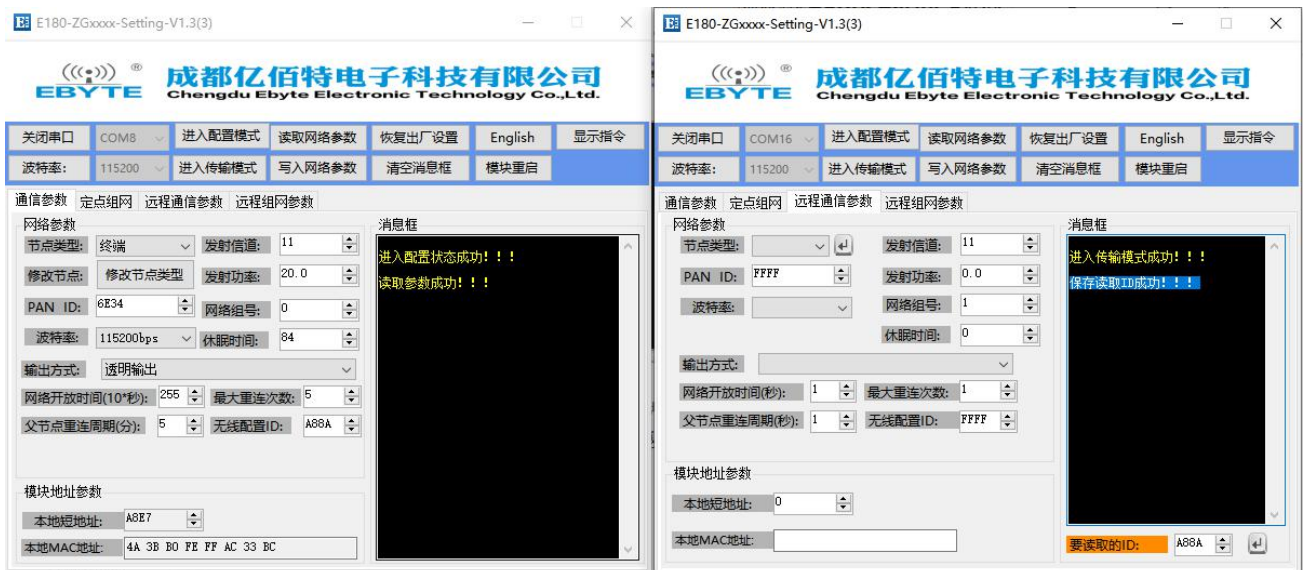 E180-ZGxxxx-Setting-V1.3(3)
EBYTE ®
成都亿佰特电子科技有限公司
Chengdu Ebyte Electronic Technology Co.,Ltd.
关闭串口 COM8 进入配置模式 读取网络参数 恢复出厂设置 English 显示指令
波特率: 115200 进入传输模式 写入网络参数 清空消息框 模块重启
通信参数 定点组网 远程通信参数 远程组网参数
网络参数
节点类型: 终端 发射信道: 11
修改节点: 修改节点类型 发射功率: 20.0
PAN ID: 6E34 网络组号: 0
波特率: 115200bps 休眠时间: 84
输出方式: 透明输出
网络开放时间(10*秒): 255 最大重连次数: 5
父节点重连周期(分): 5 无线配置ID: A88A
模块地址参数
本地短地址: A8E7
本地MAC地址: 4A 3B B0 FE FF AC 33 BC
消息框
进入配置状态成功!!!
读取参数成功!!!
E180-ZGxxxx-Setting-V1.3(3)
EBYTE ®
成都亿佰特电子科技有限公司
Chengdu Ebyte Electronic Technology Co.,Ltd.
关闭串口 COM16 进入配置模式 读取网络参数 恢复出厂设置 English 显示指令
波特率: 115200 进入传输模式 写入网络参数 清空消息框 模块重启
通信参数 定点组网 远程通信参数 远程组网参数
网络参数
节点类型: 发射信道: 11
PAN ID: FFFF 发射功率: 0.0
波特率: 网络组号: 1
休眠时间: 0
输出方式:
网络开放时间(秒): 1 最大重连次数: 1
父节点重连周期(秒): 1 无线配置ID: FFFF
模块地址参数
本地短地址: 0
本地MAC地址:
消息框
进入传输模式成功!!!
保存读取ID成功!!!
要读取的ID: A88A